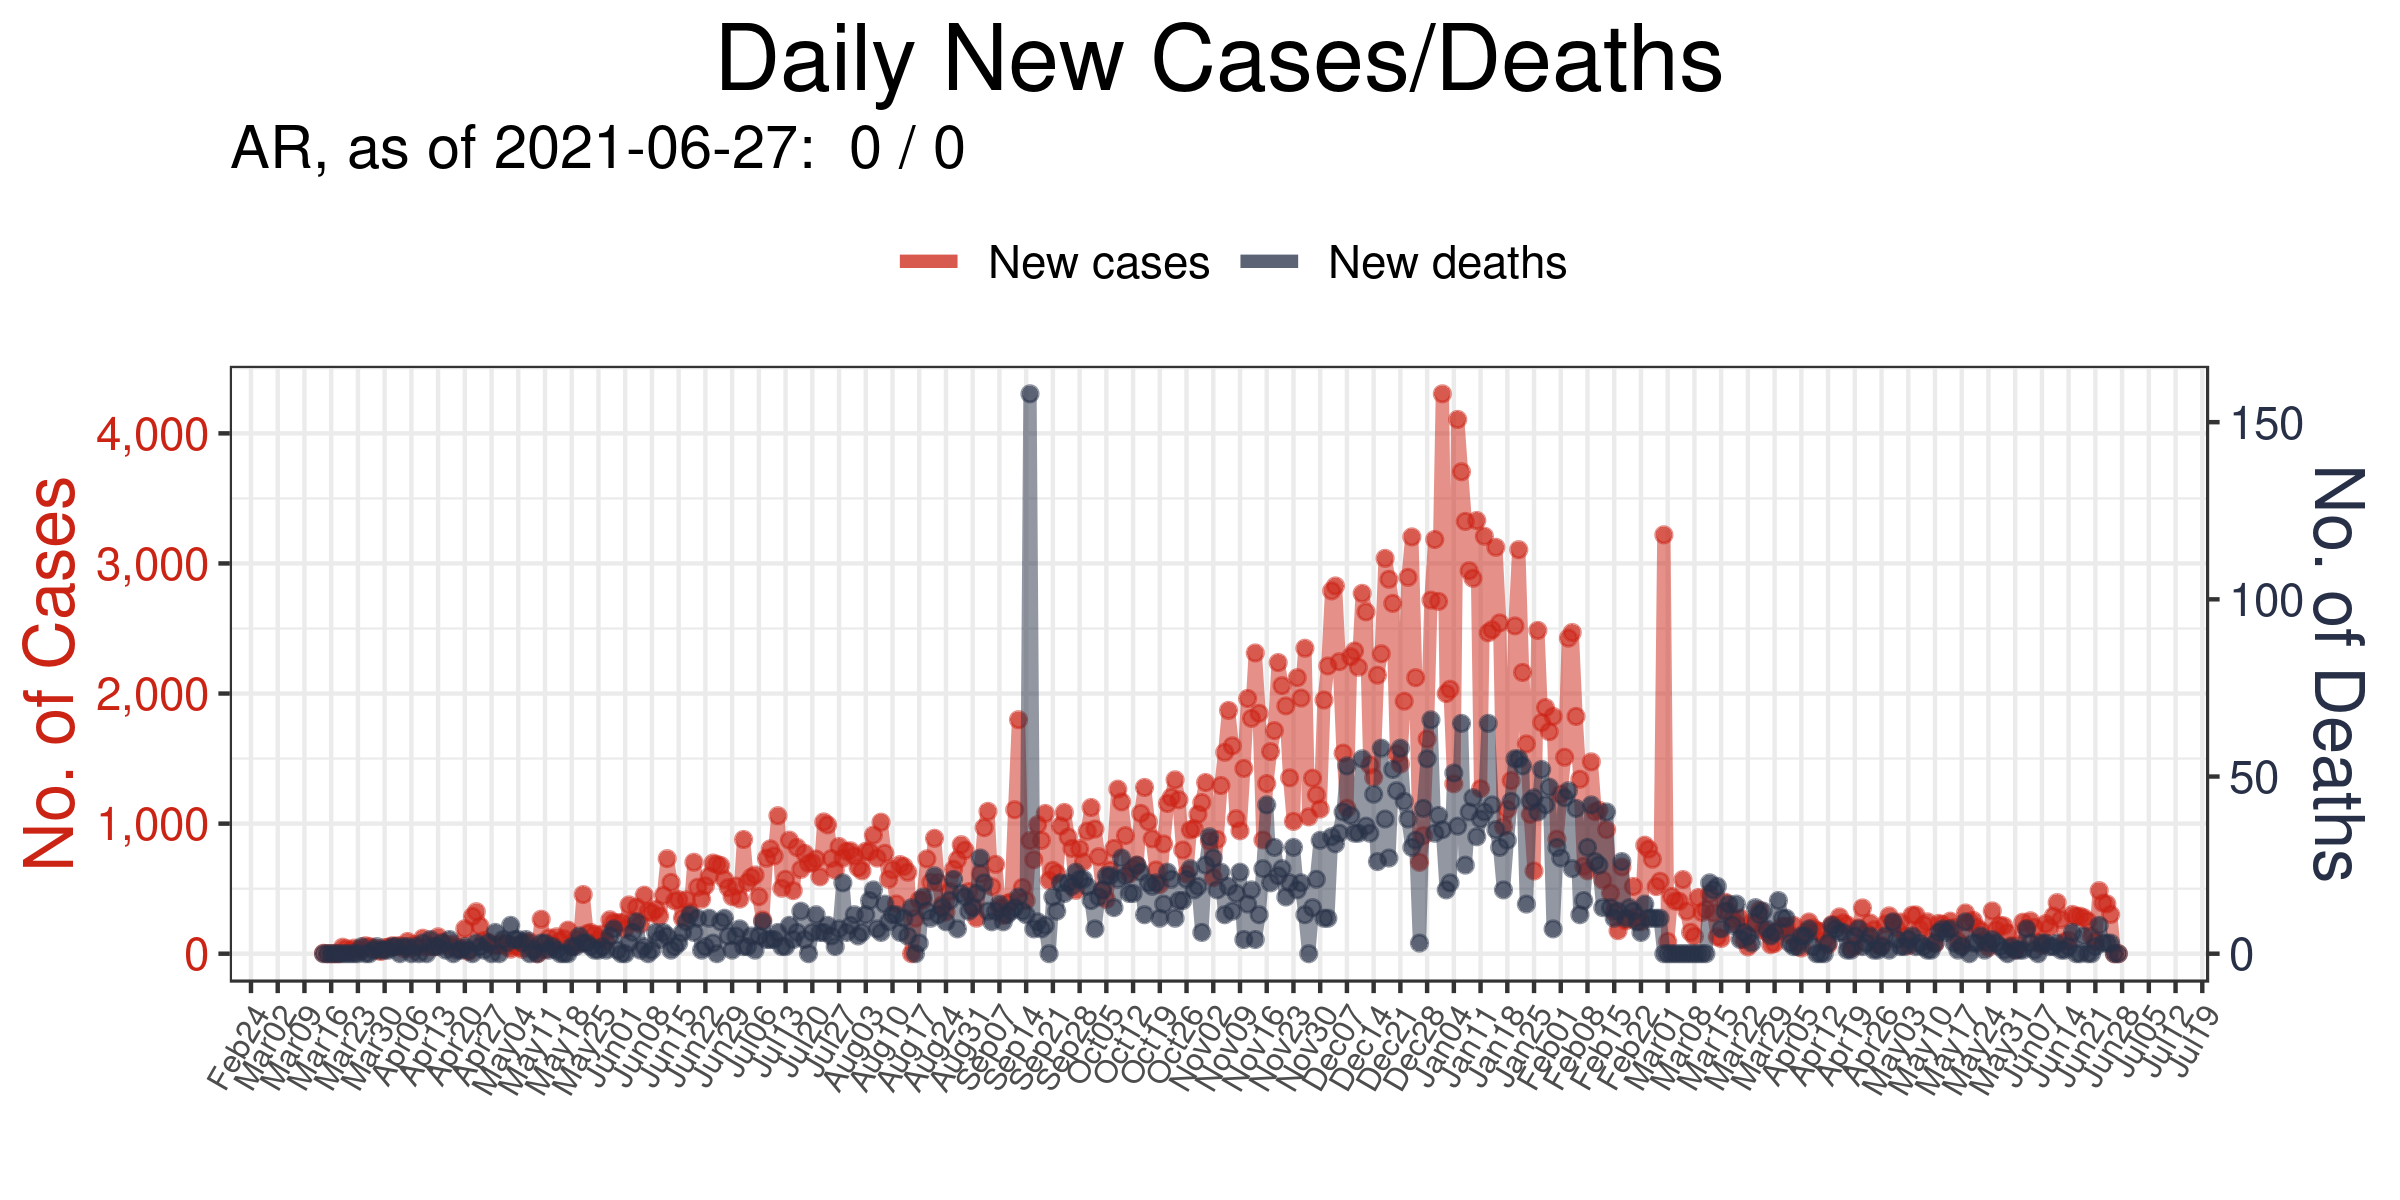 Daily New Cases/Deaths
AR, as of 2021-06-27:  0 / 0
New cases
New deaths
No. of Cases
4,000
3,000
2,000
1,000
0
150
100
50
0
No. of Deaths
Feb24
Mar02
Mar09
Mar16
Mar23
Mar30
Apr06
Apr13
Apr20
Apr27
May04
May11
May18
May25
Jun01
Jun08
Jun15
Jun22
Jun29
Jul06
Jul13
Jul20
Jul27
Aug03
Aug10
Aug17
Aug24
Aug31
Sep07
Sep14
Sep21
Sep28
Oct05
Oct12
Oct19
Oct26
Nov02
Nov09
Nov16
Nov23
Nov30
Dec07
Dec14
Dec21
Dec28
Dec04
Jan04
Jan11
Jan18
Jan25
Feb01
Feb08
Feb15
Feb22
Mar01
Mar08
Mar15
Mar22
Mar29
Apr05
Apr12
Apr19
Apr26
May03
May10
May17
May24
May31
Jun07
Jun14
Jun21
Jun28
Jul05
Jul12
Jul19